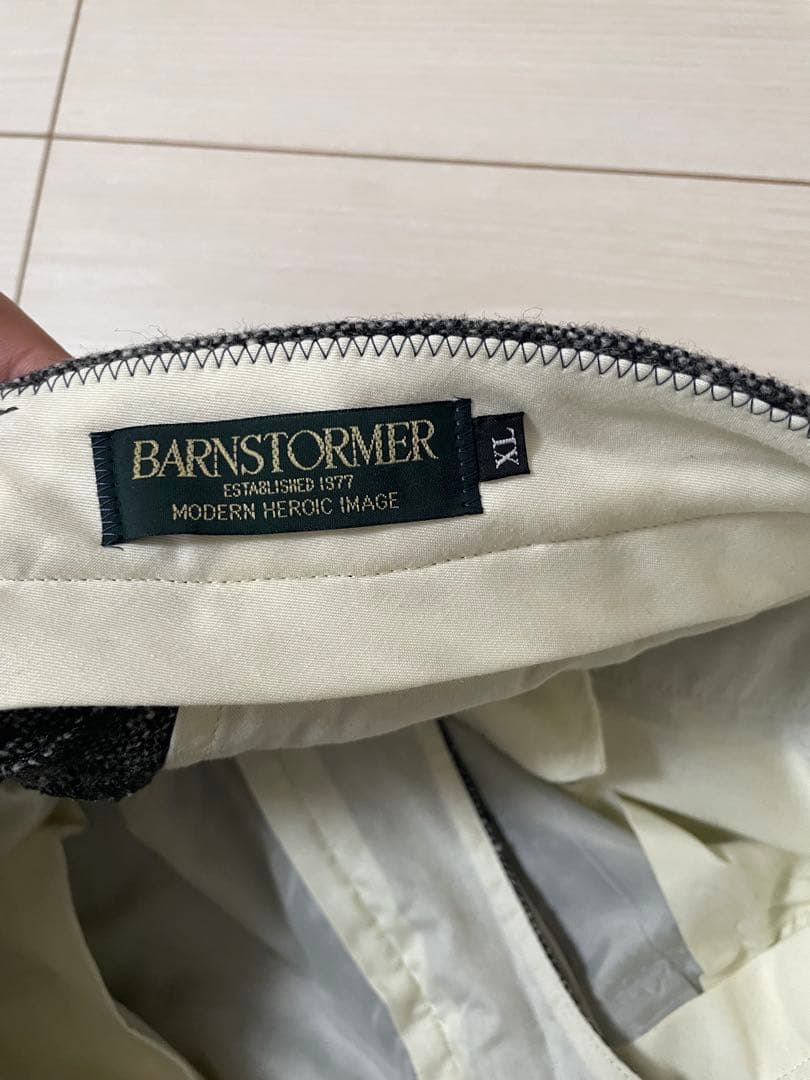 BARNSTORMER
ESTABLISHED 1977
MODERN HEROIC IMAGE
XL